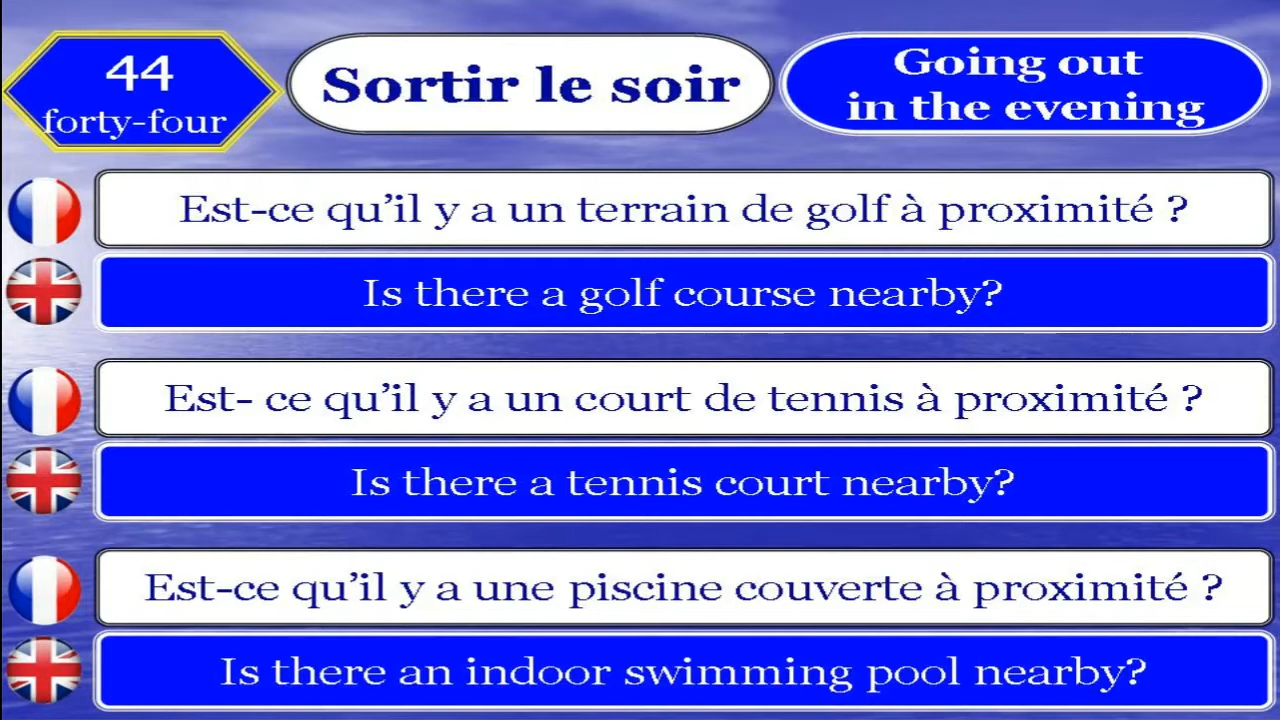 44
forty-four
Sortir le soir
Going out
in the evening
Est-ce qu’il y a un terrain de golf à proximité ?
Is there a golf course nearby?
Est- ce qu’il y a un court de tennis à proximité ?
Is there a tennis court nearby?
Est-ce qu’il y a une piscine couverte à proximité ?
Is there an indoor swimming pool nearby?